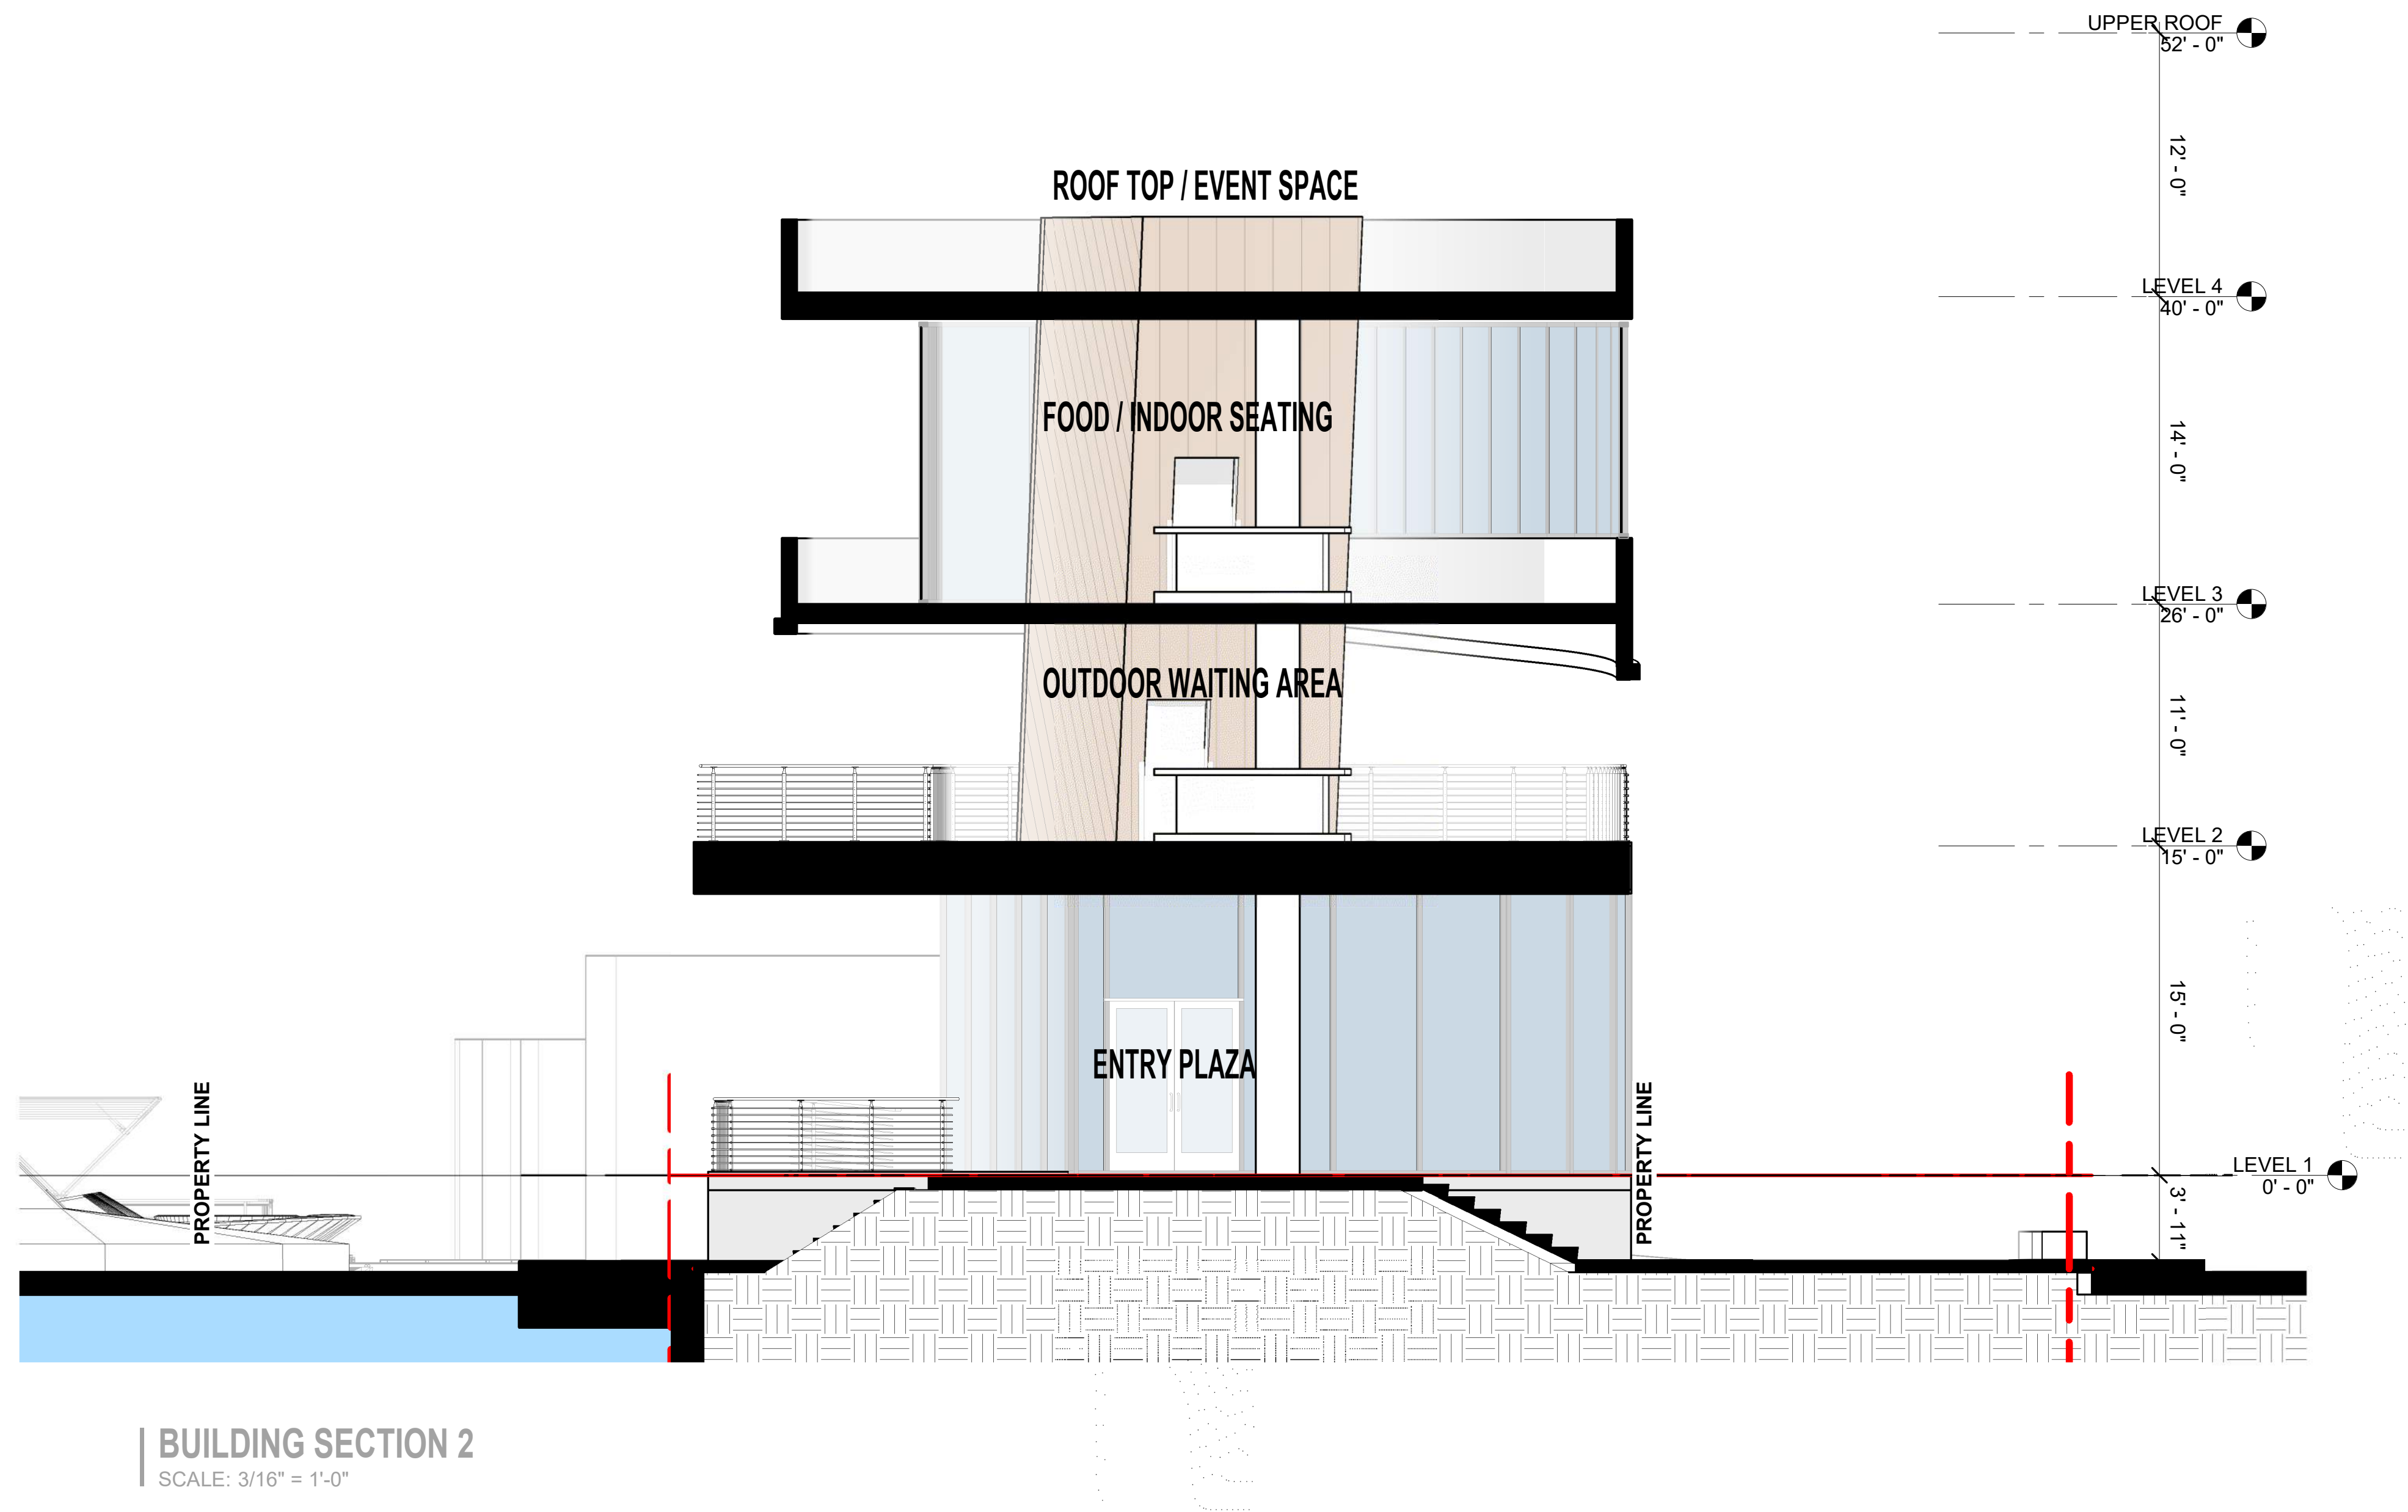 UPPER ROOF
52' - 0"
12' - 0"
ROOF TOP / EVENT SPACE
LEVEL 4
40' - 0"
FOOD / INDOOR SEATING
14' - 0"
LEVEL 3
26' - 0"
OUTDOOR WAITING AREA
11' - 0"
LEVEL 2
15' - 0"
15' - 0"
ENTRY PLAZA
PROPERTY LINE
PROPERTY LINE
LEVEL 1
0' - 0"
3' - 11"
BUILDING SECTION 2
SCALE: 3/16" = 1'-0"